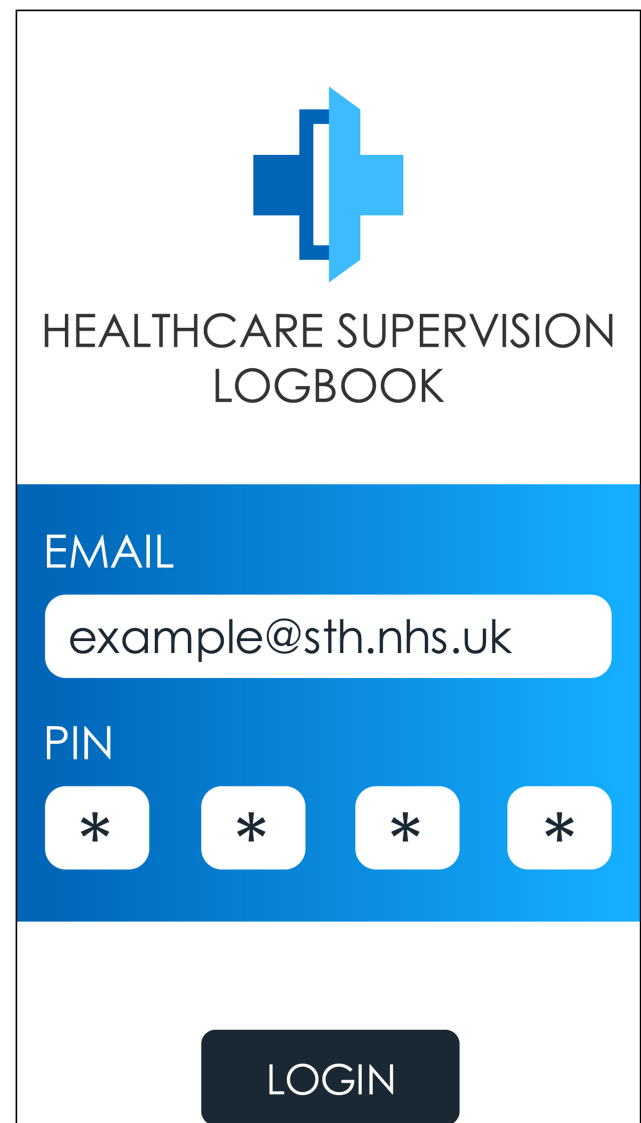 HEALTHCARE SUPERVISION
LOGBOOK
EMAIL
example@sth.nhs.uk
PIN
* * * *
LOGIN